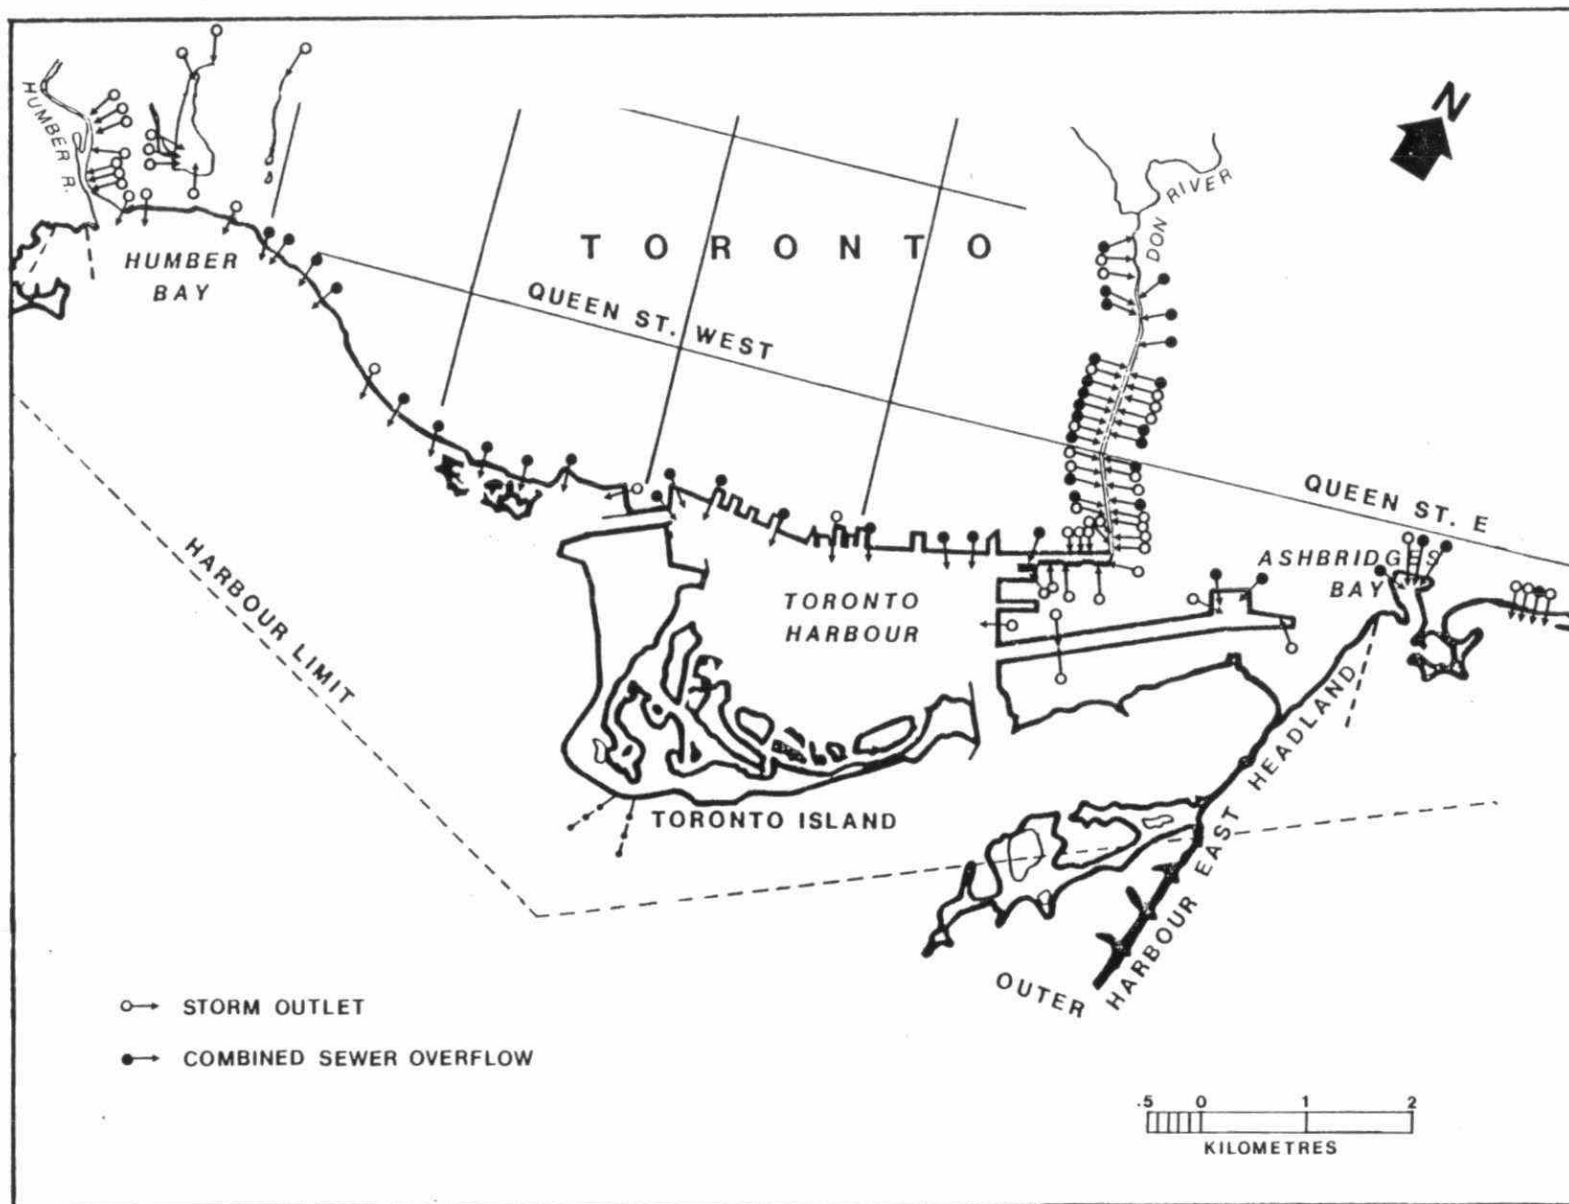 N
HUMBER R.
DON RIVER
TORONTO
HUMBER
BAY
QUEEN ST. WEST
QUEEN ST. E
ASHBRIDGES
BAY
HARBOUR LIMIT
TORONTO
HARBOUR
TORONTO ISLAND
OUTER HARBOUR EAST HEADLAND
STORM OUTLET
COMBINED SEWER OVERFLOW
.5 0 1 2
KILOMETRES